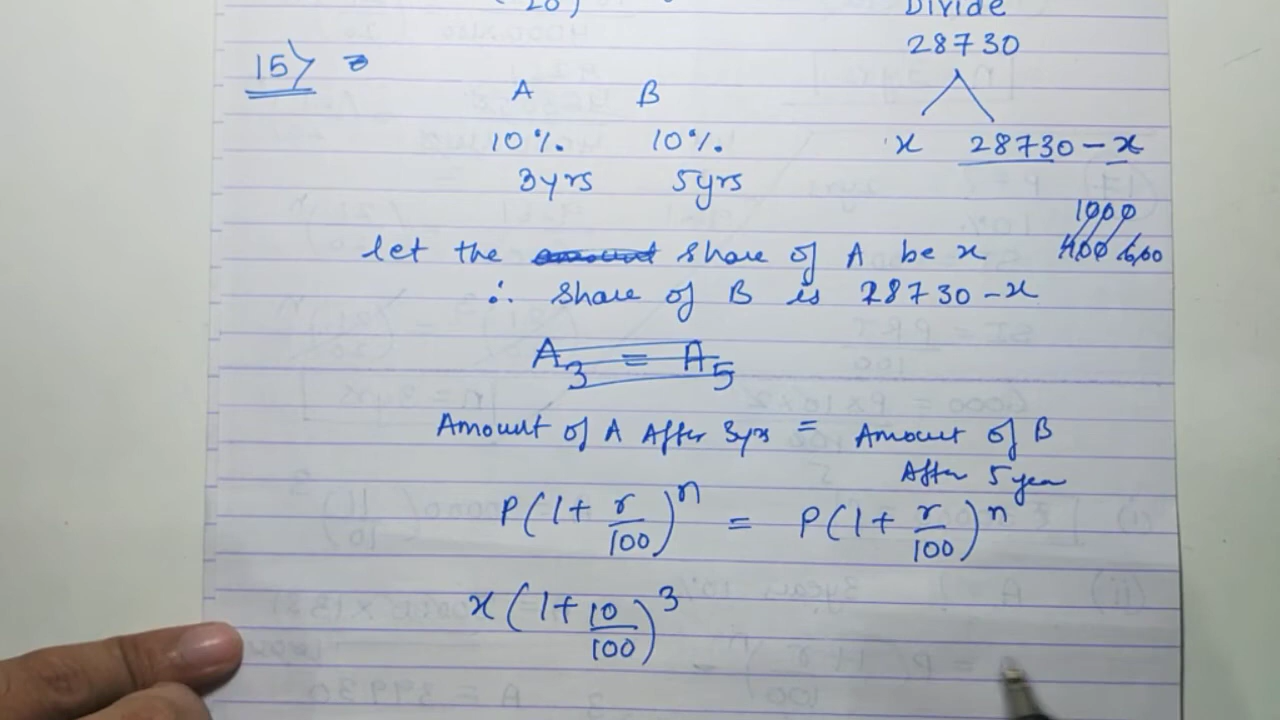 Divide
28730
15) ⇒
A B
10%. 10%. x 28730 - x
3yrs 5yrs
1000
400 600
let the amount share of A be x
∴ Share of B is 28730 - x
A3 = A5
Amount of A After 3yrs = Amount of B
After 5 year
P(1 + r/100)^n = P(1 + r/100)^n
x(1 + 10/100)^3